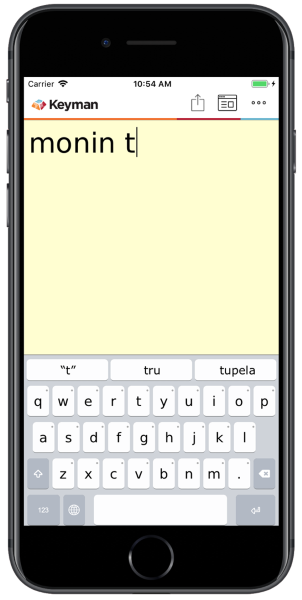 Carrier 10:54 AM
Keyman
monin t
“t” tru tupela
q w e r t y u i o p
a s d f g h j k l
z x c v b n m .
123